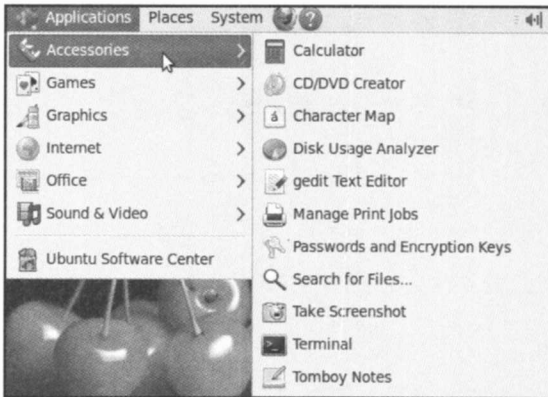 Applications Places System
Accessories
Games
Graphics
Internet
Office
Sound & Video
Ubuntu Software Center
Calculator
CD/DVD Creator
Character Map
Disk Usage Analyzer
gedit Text Editor
Manage Print Jobs
Passwords and Encryption Keys
Search for Files...
Take Screenshot
Terminal
Tomboy Notes